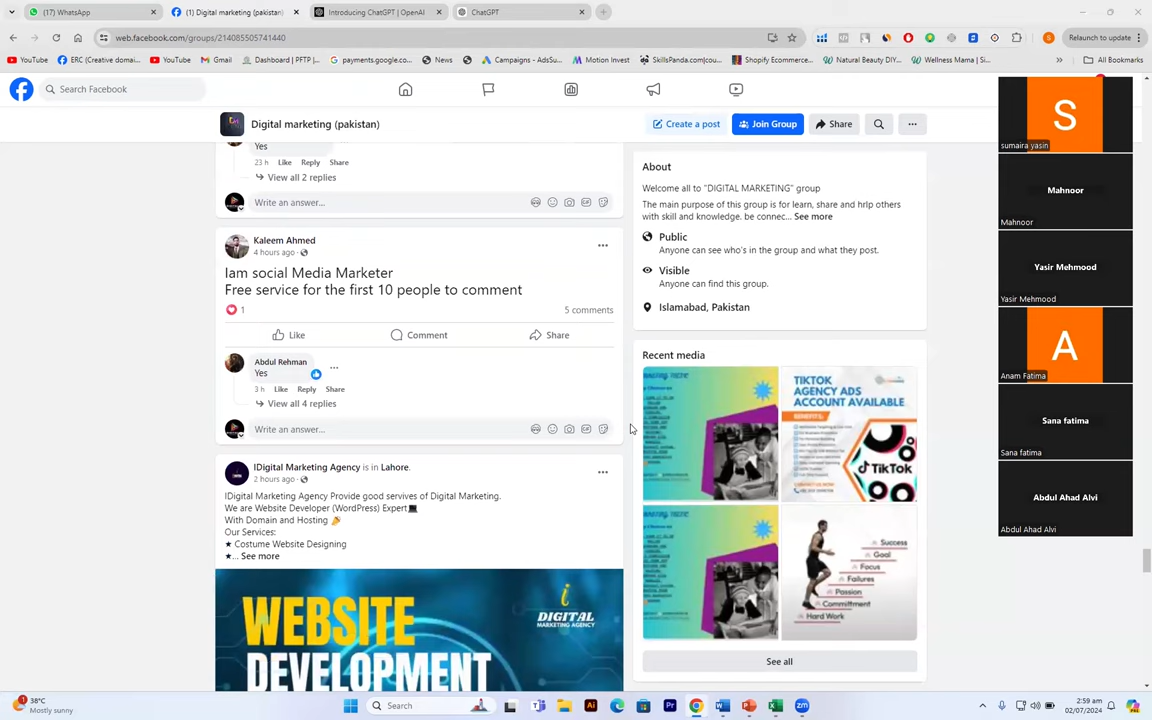 (17) WhatsApp
(1) Digital marketing (pakistan)
Introducing ChatGPT | OpenAI
ChatGPT
web.facebook.com/groups/214085505741440
Relaunch to update
YouTube
ERC (Creative domai...
YouTube
Gmail
Dashboard | PFTP |...
payments.google.co...
News
Campaigns - AdsSu...
Motion Invest
SkillsPanda.com(cou...
Shopify Ecommerce...
Natural Beauty DIY...
Wellness Mama | Si...
All Bookmarks
Search Facebook
Digital marketing (pakistan)
Create a post
Join Group
Share
Yes
23 h Like Reply Share
View all 2 replies
Write an answer...
Kaleem Ahmed
4 hours ago
Iam social Media Marketer
Free service for the first 10 people to comment
1
5 comments
Like
Comment
Share
Abdul Rehman
Yes
3 h Like Reply Share
View all 4 replies
Write an answer...
IDigital Marketing Agency is in Lahore.
2 hours ago
IDigital Marketing Agency Provide good servives of Digital Marketing.
We are Website Developer (WordPress) Expert
With Domain and Hosting
Our Services:
★ Costume Website Designing
★... See more
WEBSITE
DEVELOPMENT
i
DIGITAL
MARKETING AGENCY
About
Welcome all to "DIGITAL MARKETING" group
The main purpose of this group is for learn, share and hrlp others
with skill and knowledge. be connec... See more
Public
Anyone can see who's in the group and what they post.
Visible
Anyone can find this group.
Islamabad, Pakistan
Recent media
TIKTOK
AGENCY ADS
ACCOUNT AVAILABLE
BENEFITS:
TikTok
Success
Goal
Focus
Failures
Passion
Committment
Hard Work
See all
S
sumaira yasin
Mahnoor
Mahnoor
Yasir Mehmood
Yasir Mehmood
A
Anam Fatima
Sana fatima
Sana fatima
Abdul Ahad Alvi
Abdul Ahad Alvi
1
38°C
Mostly sunny
Search
2:59 am
02/07/2024